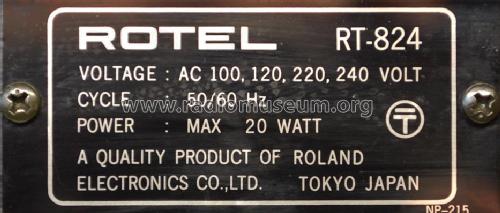 ROTEL RT-824
VOLTAGE : AC 100, 120, 220, 240 VOLT
CYCLE : 50/60 Hz
www.radiomuseum.org
POWER : MAX 20 WATT
A QUALITY PRODUCT OF ROLAND
ELECTRONICS CO., LTD. TOKYO JAPAN
NP-215